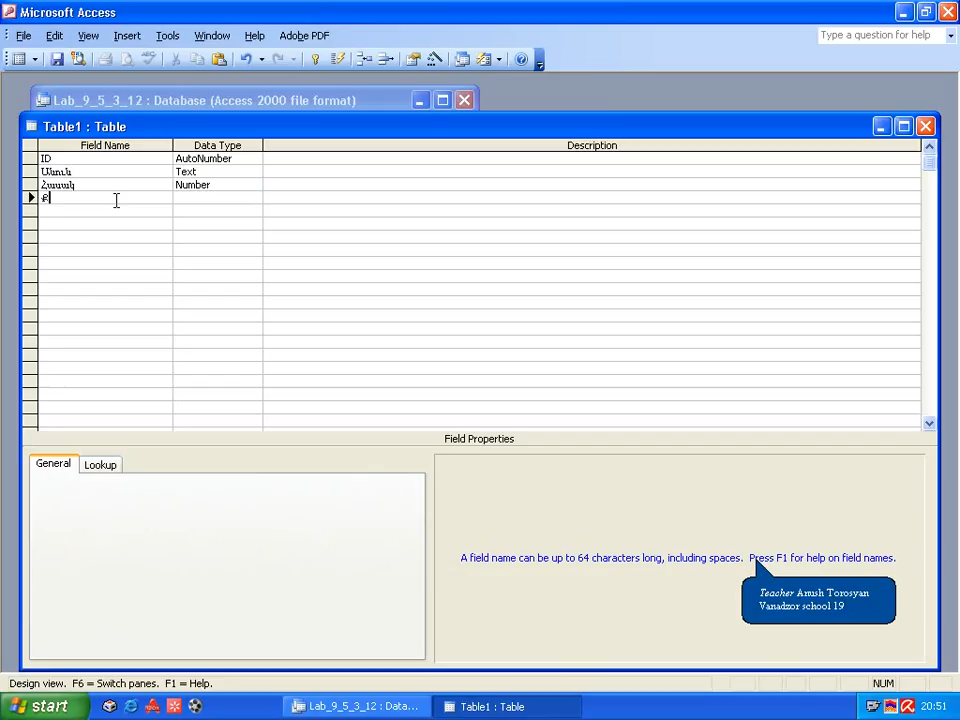 Microsoft Access
File Edit View Insert Tools Window Help Adobe PDF
Type a question for help
Lab_9_5_3_12 : Database (Access 2000 file format)
Table1 : Table
Field Name Data Type Description
ID AutoNumber
Անուն Text
Հասակ Number
Ք
Field Properties
General Lookup
A field name can be up to 64 characters long, including spaces. Press F1 for help on field names.
Teacher Anush Torosyan
Vanadzor school 19
Design view. F6 = Switch panes. F1 = Help.
NUM
start
Lab_9_5_3_12 : Data...
Table1 : Table
20:51